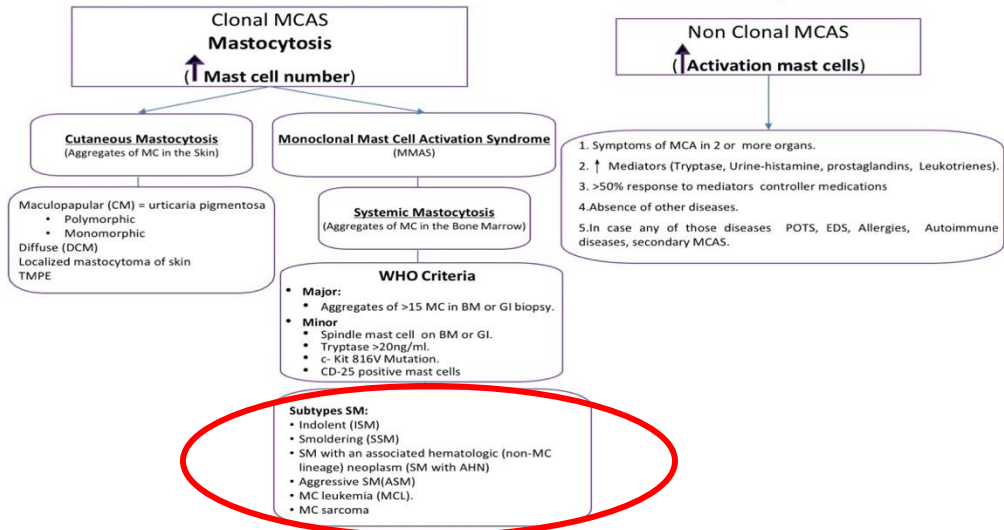 Clonal MCAS
Mastocytosis
(↑Mast cell number)
Non Clonal MCAS
(↑Activation mast cells)
Cutaneous Mastocytosis
(Aggregates of MC in the Skin)
Monoclonal Mast Cell Activation Syndrome
(MMAS)
Maculopapular (CM) = urticaria pigmentosa
• Polymorphic
• Monomorphic
Diffuse (DCM)
Localized mastocytoma of skin
TMPE
Systemic Mastocytosis
(Aggregates of MC in the Bone Marrow)
WHO Criteria
• Major:
• Aggregates of >15 MC in BM or GI biopsy.
• Minor
• Spindle mast cell on BM or GI.
• Tryptase >20ng/ml.
• c- Kit 816V Mutation.
• CD-25 positive mast cells
Subtypes SM:
• Indolent (ISM)
• Smoldering (SSM)
• SM with an associated hematologic (non-MC
lineage) neoplasm (SM with AHN)
• Aggressive SM(ASM)
• MC leukemia (MCL).
• MC sarcoma
1. Symptoms of MCA in 2 or more organs.
2. ↑ Mediators (Tryptase, Urine-histamine, prostaglandins, Leukotrienes).
3. >50% response to mediators controller medications
4.Absence of other diseases.
5.In case any of those diseases POTS, EDS, Allergies, Autoimmune
diseases, secondary MCAS.